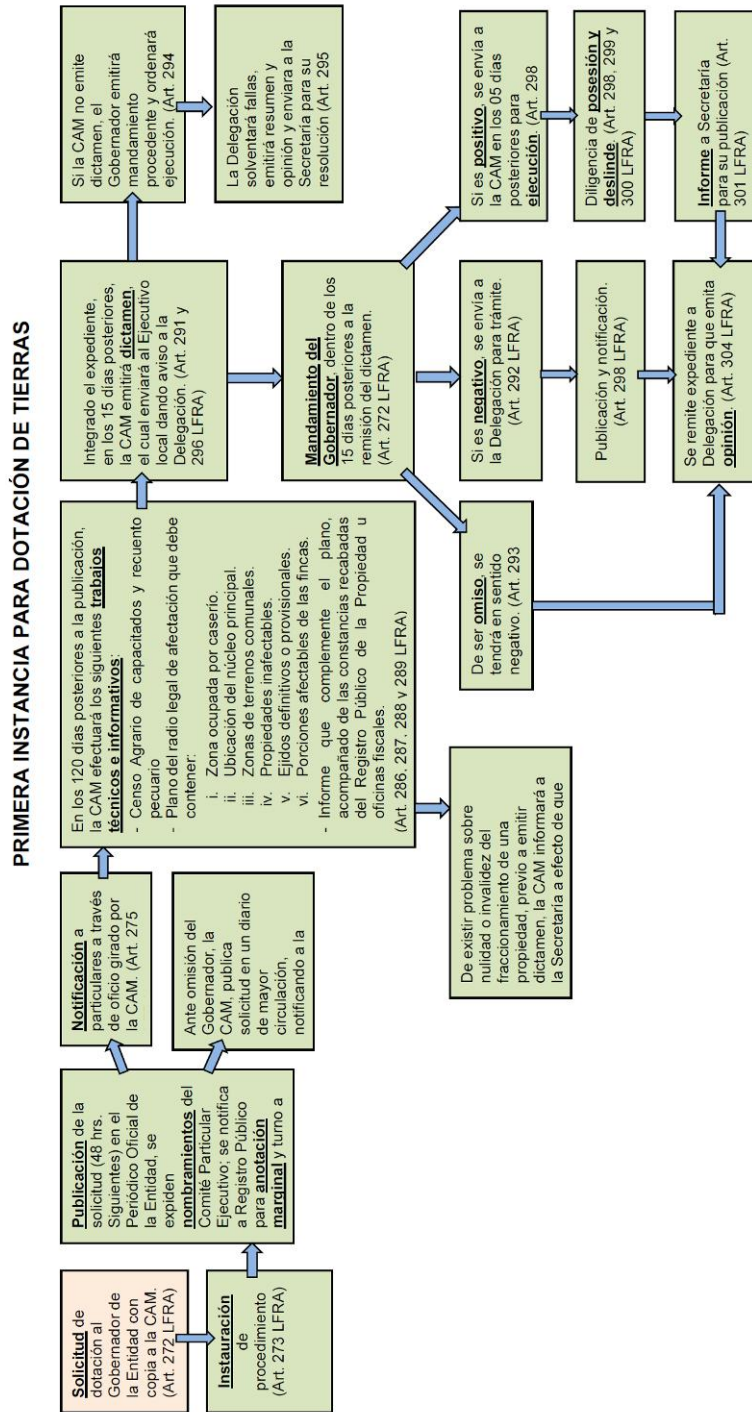 PRIMERA INSTANCIA PARA DOTACIÓN DE TIERRAS
Solicitud de
dotación al
Gobernador de
la Entidad con
copia a la CAM.
(Art. 272 LFRA)
Instauración
de
procedimiento
(Art. 273 LFRA)
Publicación de la
solicitud (48 hrs.
Siguientes) en el
Periódico Oficial de
la Entidad, se
expiden
nombramientos del
Comité Particular
Ejecutivo; se notifica
a Registro Público
para anotación
marginal y turno a
Notificación a
particulares a través
de oficio girado por
la CAM. (Art. 275
Ante omisión del
Gobernador, la
CAM, publica
solicitud en un diario
de mayor
circulación,
notificando a la
En los 120 días posteriores a la publicación,
la CAM efectuará los siguientes trabajos
técnicos e informativos:
- Censo Agrario de capacitados y recuento
pecuario
- Plano del radio legal de afectación que debe
contener:
i. Zona ocupada por caserío.
ii. Ubicación del núcleo principal.
iii. Zonas de terrenos comunales.
iv. Propiedades inafectables.
v. Ejidos definitivos o provisionales.
vi. Porciones afectables de las fincas.
- Informe que complemente el plano,
acompañado de las constancias recabadas
del Registro Público de la Propiedad u
oficinas fiscales.
(Art. 286, 287, 288 y 289 LFRA)
De existir problema sobre
nulidad o invalidez del
fraccionamiento de una
propiedad, previo a emitir
dictamen, la CAM informará a
la Secretaría a efecto de que
Integrado el expediente,
en los 15 días posteriores,
la CAM emitirá dictamen,
el cual enviará al Ejecutivo
local dando aviso a la
Delegación. (Art. 291 y
296 LFRA)
Si la CAM no emite
dictamen, el
Gobernador emitirá
mandamiento
procedente y ordenará
ejecución. (Art. 294
La Delegación
solventará fallas,
emitirá resumen y
opinión y enviara a la
Secretaría para su
resolución (Art. 295
Mandamiento del
Gobernador, dentro de los
15 días posteriores a la
remisión del dictamen.
(Art. 272 LFRA)
De ser omiso, se
tendrá en sentido
negativo. (Art. 293
Si es negativo, se envía a
la Delegación para trámite.
(Art. 292 LFRA)
Publicación y notificación.
(Art. 298 LFRA)
Si es positivo, se envía a
la CAM en los 05 días
posteriores para
ejecución. (Art. 298
Diligencia de posesión y
deslinde. (Art. 298, 299 y
300 LFRA)
Informe a Secretaría
para su publicación (Art.
301 LFRA)
Se remite expediente a
Delegación para que emita
opinión. (Art. 304 LFRA)